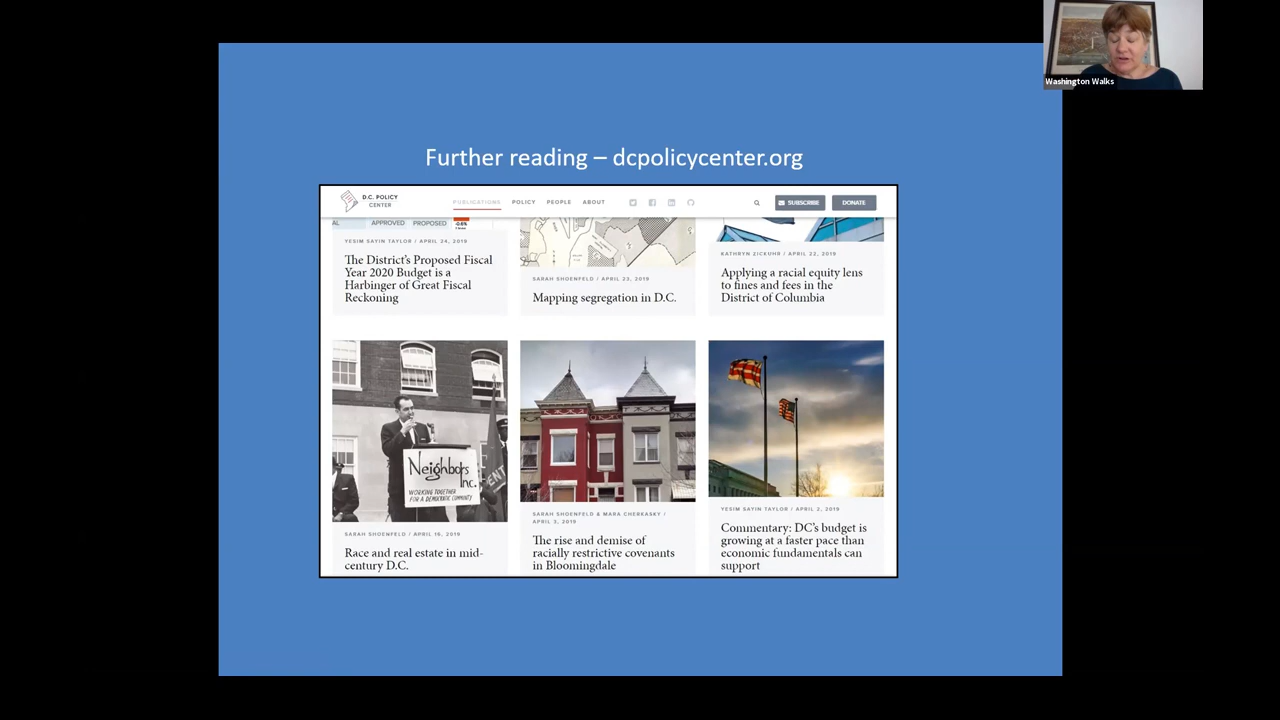 Washington Walks
Further reading – dcpolicycenter.org
D.C. POLICY
CENTER
PUBLICATIONS POLICY PEOPLE ABOUT
SUBSCRIBE DONATE
APPROVED PROPOSED
YESIM SAYIN TAYLOR / APRIL 24, 2019
The District's Proposed Fiscal
Year 2020 Budget is a
Harbinger of Great Fiscal
Reckoning
SARAH SHOENFELD / APRIL 23, 2019
Mapping segregation in D.C.
KATHRYN ZICKUHR / APRIL 22, 2019
Applying a racial equity lens
to fines and fees in the
District of Columbia
Neighbors
Inc.
WORKING TOGETHER
FOR A DEMOCRATIC COMMUNITY
SARAH SHOENFELD / APRIL 16, 2019
Race and real estate in mid-
century D.C.
SARAH SHOENFELD & MARA CHERKASKY /
APRIL 3, 2019
The rise and demise of
racially restrictive covenants
in Bloomingdale
YESIM SAYIN TAYLOR / APRIL 2, 2019
Commentary: DC's budget is
growing at a faster pace than
economic fundamentals can
support